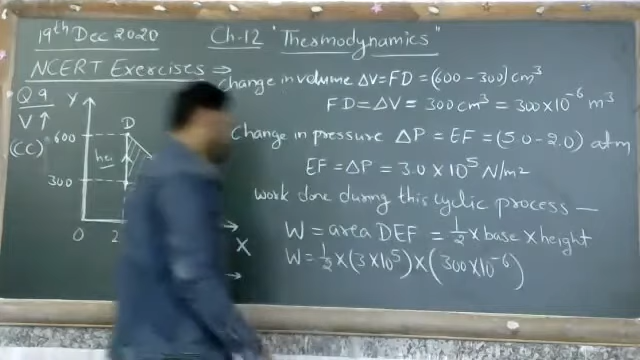 19th Dec 2020
Ch-12 "Thermodynamics"
NCERT Exercises ⇒
Q9
Y
V ↑
(CC)
600
300
D
0
2
X
change in volume ΔV = FD = (600 - 300) cm³
FD = ΔV = 300 cm³ = 300 × 10⁻⁶ m³
change in pressure ΔP = EF = (5.0 - 2.0) atm
EF = ΔP = 3.0 × 10⁵ N/m²
work done during this cyclic process —
W = area DEF = 1/2 × base × height
W = 1/2 × (3 × 10⁵) × (300 × 10⁻⁶)